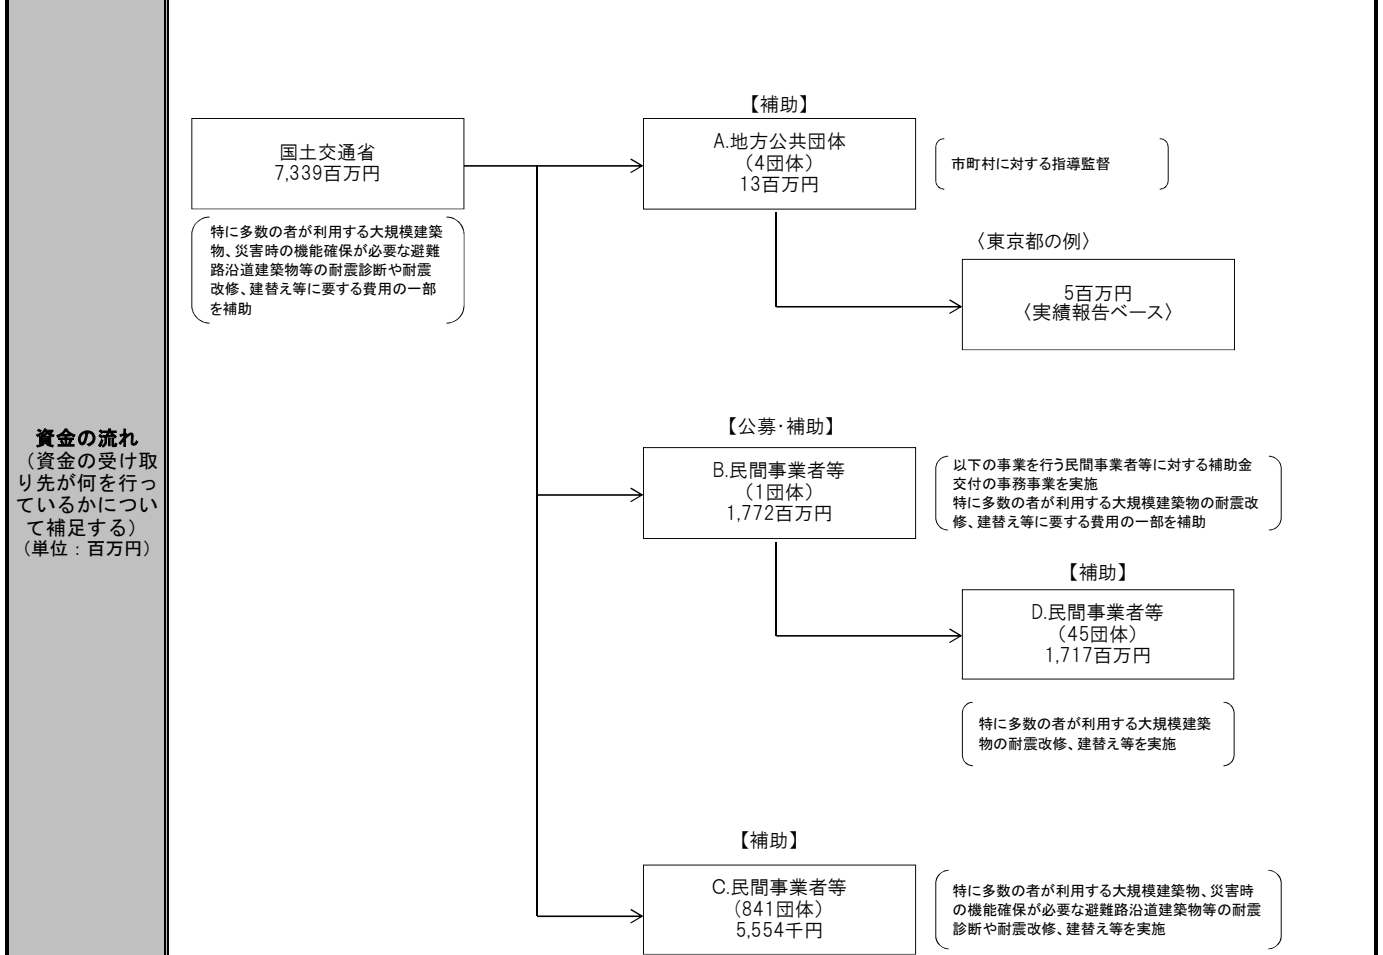 資金の流れ
（資金の受け取
り先が何を行っ
ているかについ
て補足する）
（単位：百万円）
国土交通省
7,339百万円
特に多数の者が利用する大規模建築
物、災害時の機能確保が必要な避難
路沿道建築物等の耐震診断や耐震
改修、建替え等に要する費用の一部
を補助
【補助】
A.地方公共団体
（4団体）
13百万円
市町村に対する指導監督
〈東京都の例〉
5百万円
〈実績報告ベース〉
【公募・補助】
B.民間事業者等
（1団体）
1,772百万円
以下の事業を行う民間事業者等に対する補助金
交付の事務事業を実施
特に多数の者が利用する大規模建築物の耐震改
修、建替え等に要する費用の一部を補助
【補助】
D.民間事業者等
（45団体）
1,717百万円
特に多数の者が利用する大規模建築
物の耐震改修、建替え等を実施
【補助】
C.民間事業者等
（841団体）
5,554千円
特に多数の者が利用する大規模建築物、災害時
の機能確保が必要な避難路沿道建築物等の耐震
診断や耐震改修、建替え等を実施